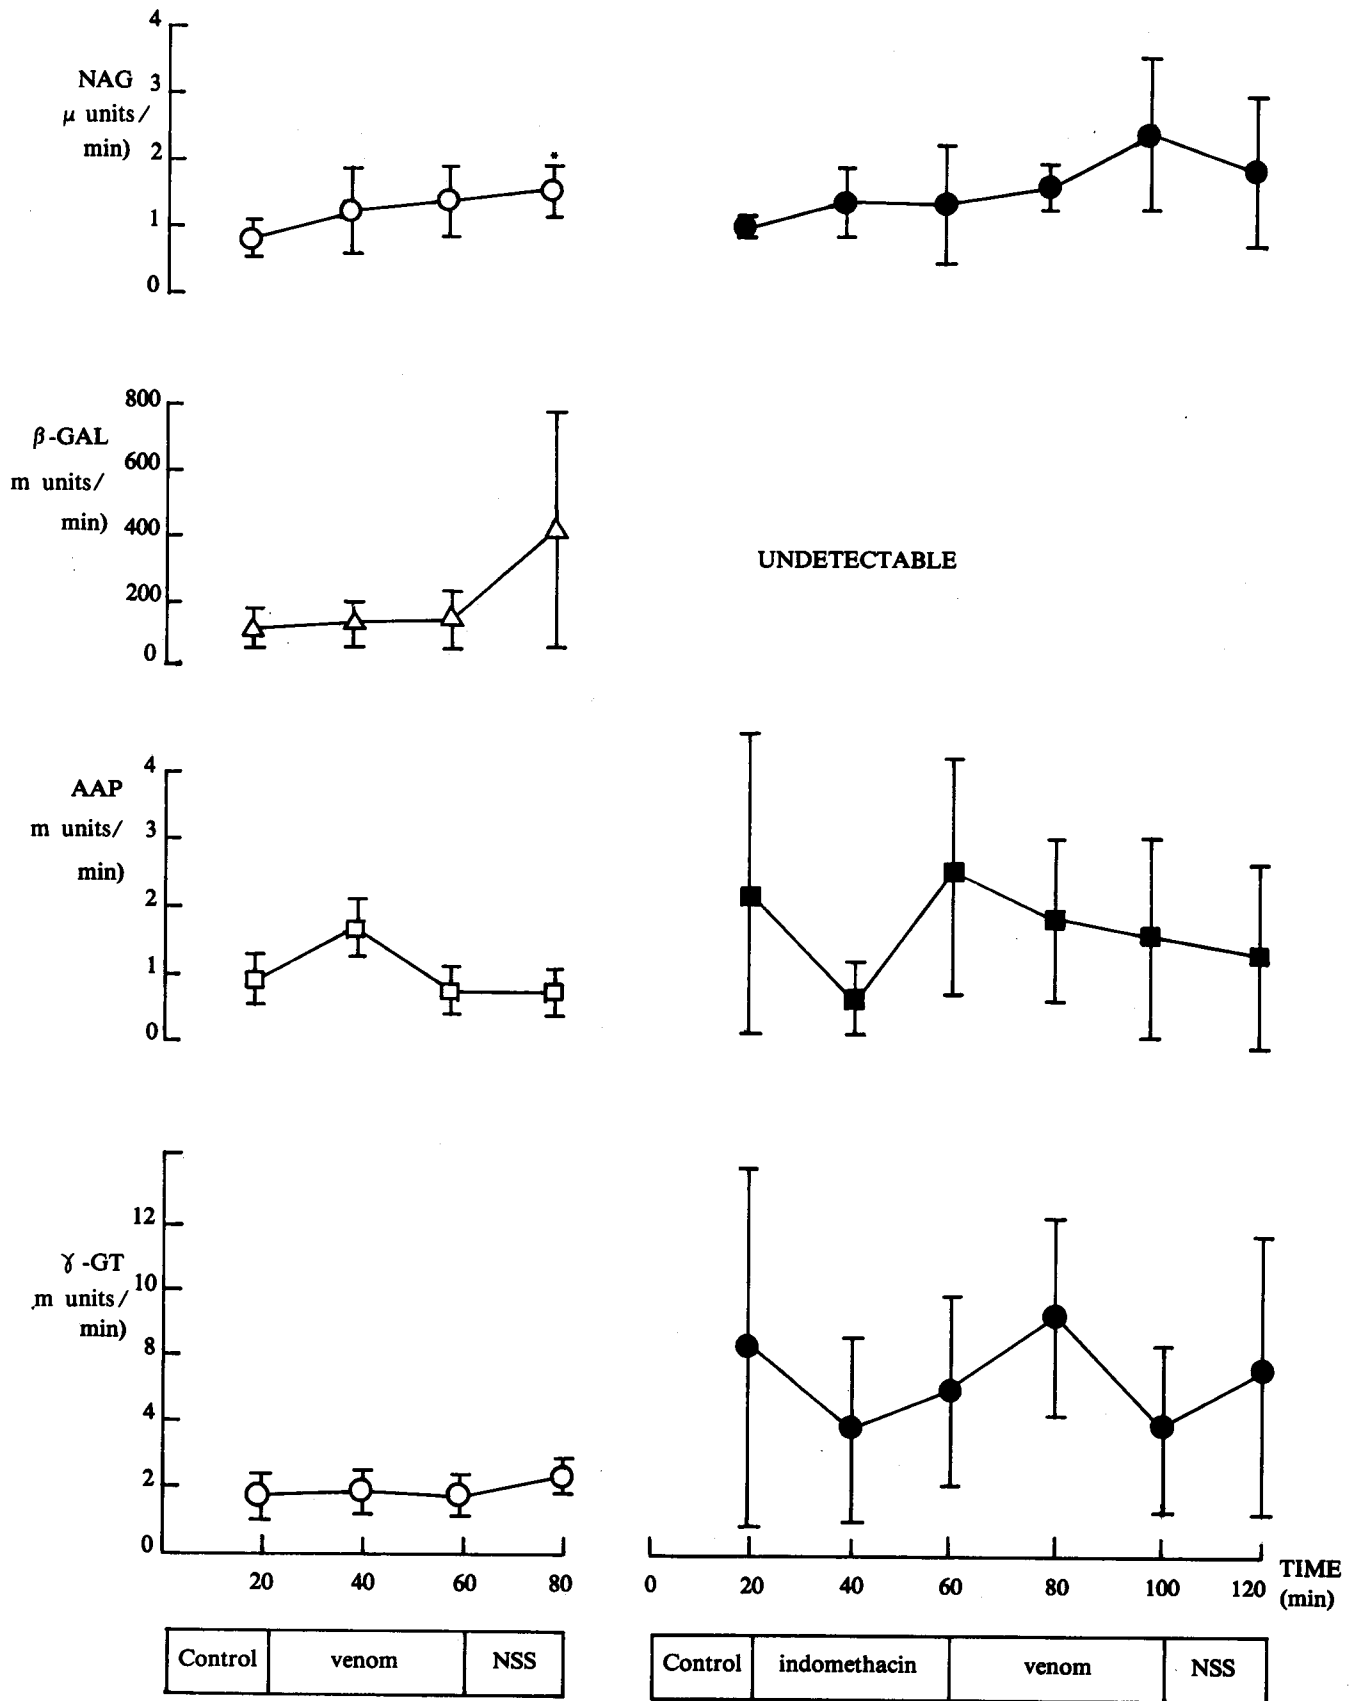 4
NAG 3
μ units/
min) 2
*
1
0
800
β-GAL
600
m units/
min) 400
UNDETECTABLE
200
0
4
AAP
m units/ 3
min)
2
1
0
12
γ-GT
10
m units/
min)
8
4
2
0
20 40 60 80
0 20 40 60 80 100 120 TIME
(min)
Control venom NSS
Control indomethacin venom NSS